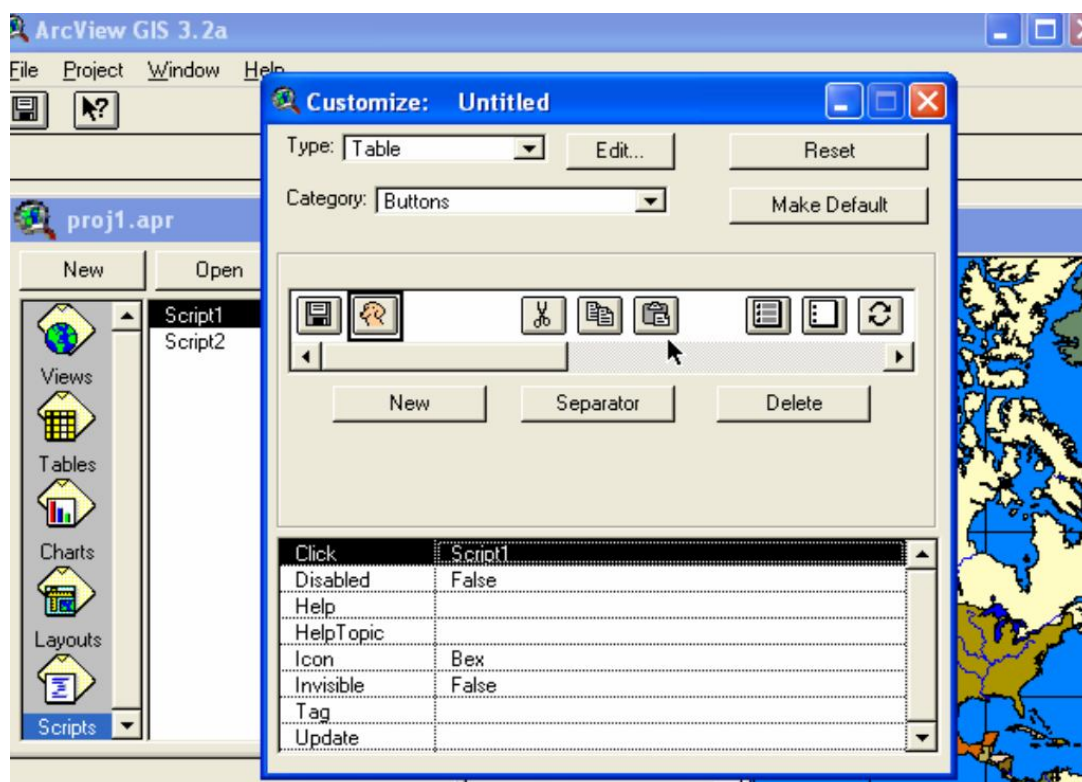 ArcView GIS 3.2a
File Project Window Help
Customize: Untitled
Type: Table Edit... Reset
Category: Buttons Make Default
proj1.apr
New Open
Script1
Script2
Views
Tables
Charts
Layouts
Scripts
New Separator Delete
Click Script1
Disabled False
Help
HelpTopic
Icon Bex
Invisible False
Tag
Update